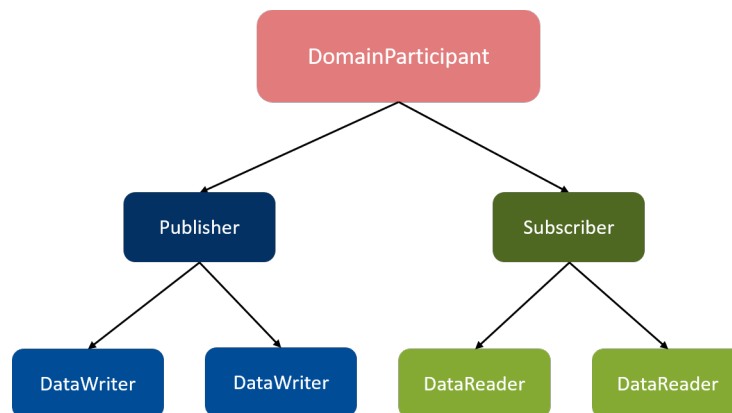 DomainParticipant
Publisher
Subscriber
DataWriter
DataWriter
DataReader
DataReader